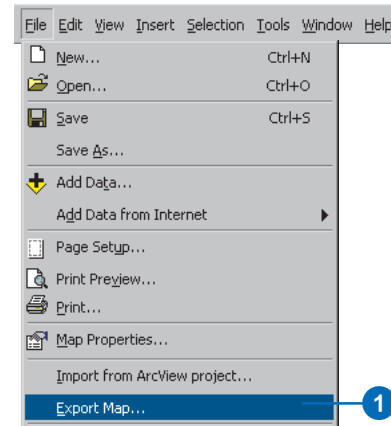 File Edit View Insert Selection Tools Window Help
New... Ctrl+N
Open... Ctrl+O
Save Ctrl+S
Save As...
Add Data...
Add Data from Internet
Page Setup...
Print Preview...
Print...
Map Properties...
Import from ArcView project...
Export Map... 1